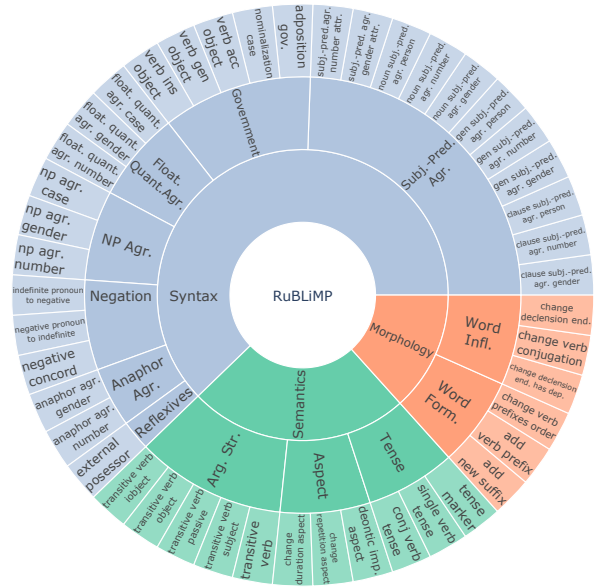 RuBLiMP
Syntax
Morphology
Semantics
Subj.-Pred.
Agr.
Government
Float.
Quant.Agr.
NP Agr.
Negation
Anaphor
Agr.
Reflexives
Arg. Str.
Aspect
Tense
Word
Form.
Word
Infl.
clause subj.-pred.
agr. gender
clause subj.-pred.
agr. number
clause subj.-pred.
agr. person
gen subj.-pred.
agr. gender
gen subj.-pred.
agr. number
gen subj.-pred.
agr. person
noun subj.-pred.
agr. gender
noun subj.-pred.
agr. number
noun subj.-pred.
agr. person
subj.-pred. agr.
gender attr.
subj.-pred.agr
number attr.
adposition
gov.
nominalization
case
verb acc
object
verb gen
object
verb ins
object
float. quant.
agr. case
float. quant.
agr. gender
float. quant.
agr. number
np agr.
case
np agr.
gender
np agr.
number
indefinite pronoun
to negative
negative pronoun
to indefinite
negative
concord
anaphor agr.
gender
anaphor agr.
number
external
posessor
transitive verb
iobject
transitive verb
object
transitive verb
passive
transitive verb
subject
transitive
verb
change
duration aspect
change
repetition aspect
deontic imp.
aspect
conj verb
tense
single verb
tense
tense
marker
add
new suffix
add
verb prefix
change verb
prefixes order
change declension
end. has dep.
change verb
conjugation
change
declension end.